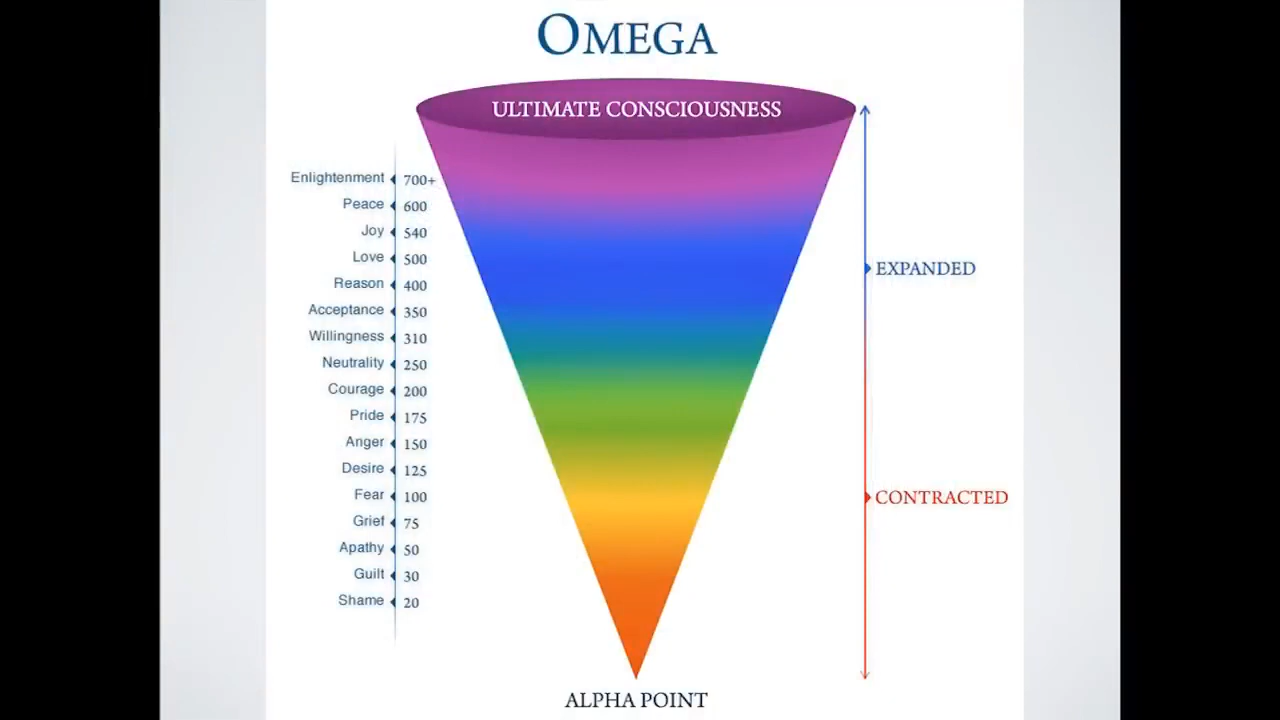 OMEGA
ULTIMATE CONSCIOUSNESS
Enlightenment 700+
Peace 600
Joy 540
Love 500
Reason 400
Acceptance 350
Willingness 310
Neutrality 250
Courage 200
Pride 175
Anger 150
Desire 125
Fear 100
Grief 75
Apathy 50
Guilt 30
Shame 20
EXPANDED
CONTRACTED
ALPHA POINT